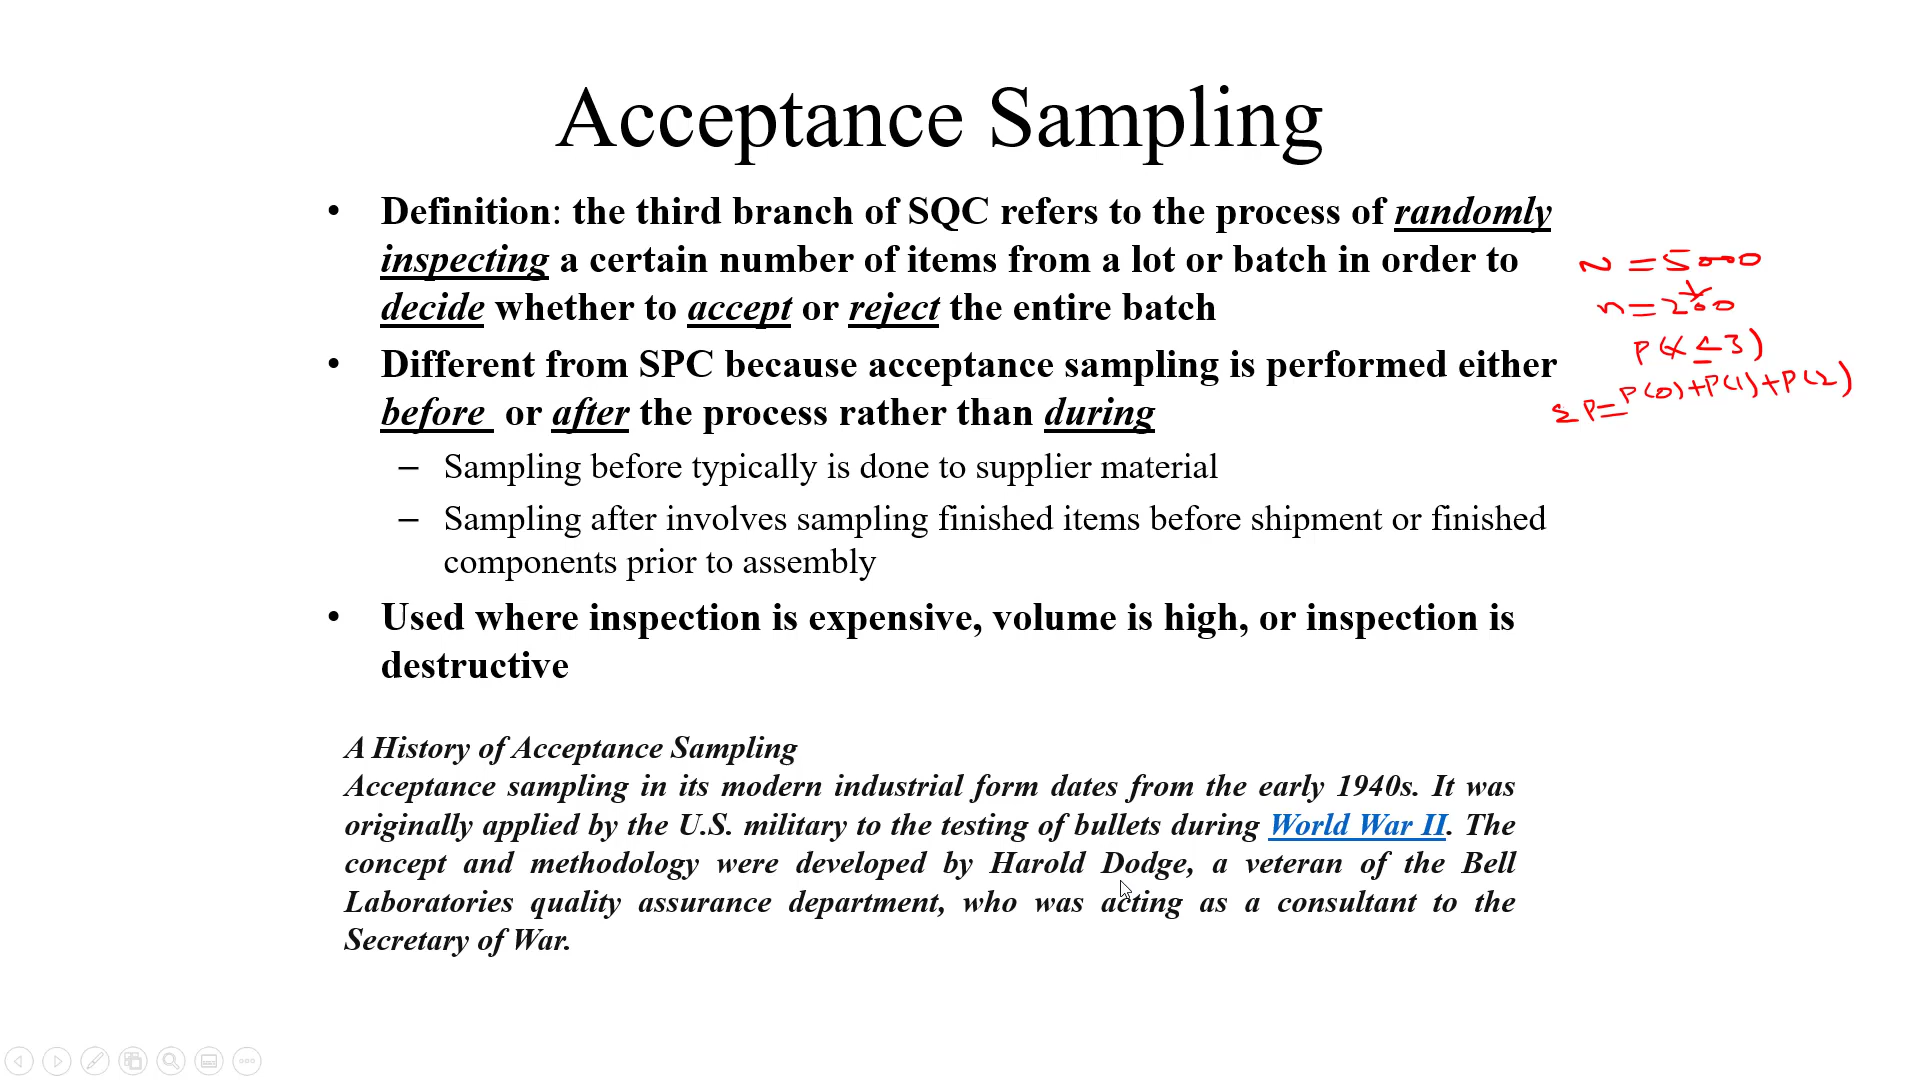 Acceptance Sampling
• Definition: the third branch of SQC refers to the process of randomly
inspecting a certain number of items from a lot or batch in order to
decide whether to accept or reject the entire batch
• Different from SPC because acceptance sampling is performed either
before or after the process rather than during
– Sampling before typically is done to supplier material
– Sampling after involves sampling finished items before shipment or finished
components prior to assembly
• Used where inspection is expensive, volume is high, or inspection is
destructive
A History of Acceptance Sampling
Acceptance sampling in its modern industrial form dates from the early 1940s. It was
originally applied by the U.S. military to the testing of bullets during World War II. The
concept and methodology were developed by Harold Dodge, a veteran of the Bell
Laboratories quality assurance department, who was acting as a consultant to the
Secretary of War.
N = 5000
n = 200
P(x ≤ 3)
ΣP = P(0)+P(1)+P(2)